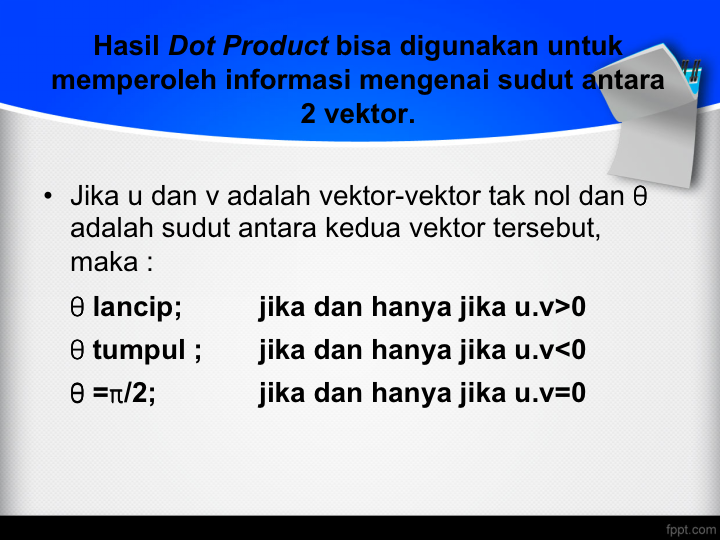 Hasil Dot Product bisa digunakan untuk
memperoleh informasi mengenai sudut antara
2 vektor.
• Jika u dan v adalah vektor-vektor tak nol dan θ
adalah sudut antara kedua vektor tersebut,
maka :
θ lancip; jika dan hanya jika u.v>0
θ tumpul ; jika dan hanya jika u.v<0
θ =π/2; jika dan hanya jika u.v=0
fppt.com